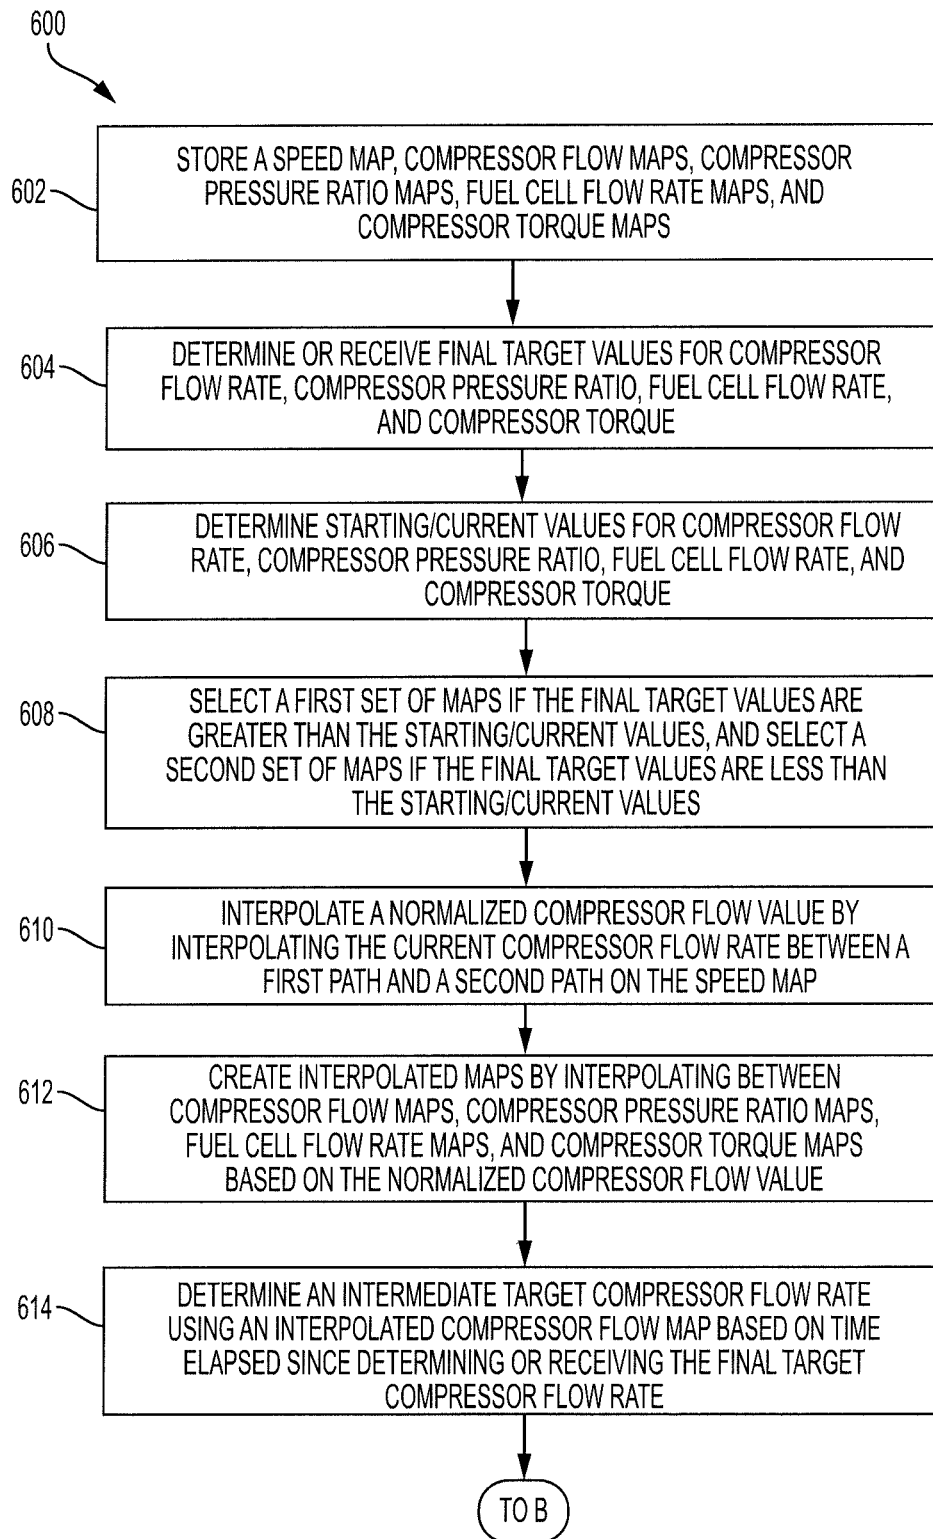 600
602
STORE A SPEED MAP, COMPRESSOR FLOW MAPS, COMPRESSOR
PRESSURE RATIO MAPS, FUEL CELL FLOW RATE MAPS, AND
COMPRESSOR TORQUE MAPS
604
DETERMINE OR RECEIVE FINAL TARGET VALUES FOR COMPRESSOR
FLOW RATE, COMPRESSOR PRESSURE RATIO, FUEL CELL FLOW RATE,
AND COMPRESSOR TORQUE
606
DETERMINE STARTING/CURRENT VALUES FOR COMPRESSOR FLOW
RATE, COMPRESSOR PRESSURE RATIO, FUEL CELL FLOW RATE, AND
COMPRESSOR TORQUE
608
SELECT A FIRST SET OF MAPS IF THE FINAL TARGET VALUES ARE
GREATER THAN THE STARTING/CURRENT VALUES, AND SELECT A
SECOND SET OF MAPS IF THE FINAL TARGET VALUES ARE LESS THAN
THE STARTING/CURRENT VALUES
610
INTERPOLATE A NORMALIZED COMPRESSOR FLOW VALUE BY
INTERPOLATING THE CURRENT COMPRESSOR FLOW RATE BETWEEN A
FIRST PATH AND A SECOND PATH ON THE SPEED MAP
612
CREATE INTERPOLATED MAPS BY INTERPOLATING BETWEEN
COMPRESSOR FLOW MAPS, COMPRESSOR PRESSURE RATIO MAPS,
FUEL CELL FLOW RATE MAPS, AND COMPRESSOR TORQUE MAPS
BASED ON THE NORMALIZED COMPRESSOR FLOW VALUE
614
DETERMINE AN INTERMEDIATE TARGET COMPRESSOR FLOW RATE
USING AN INTERPOLATED COMPRESSOR FLOW MAP BASED ON TIME
ELAPSED SINCE DETERMINING OR RECEIVING THE FINAL TARGET
COMPRESSOR FLOW RATE
TO B